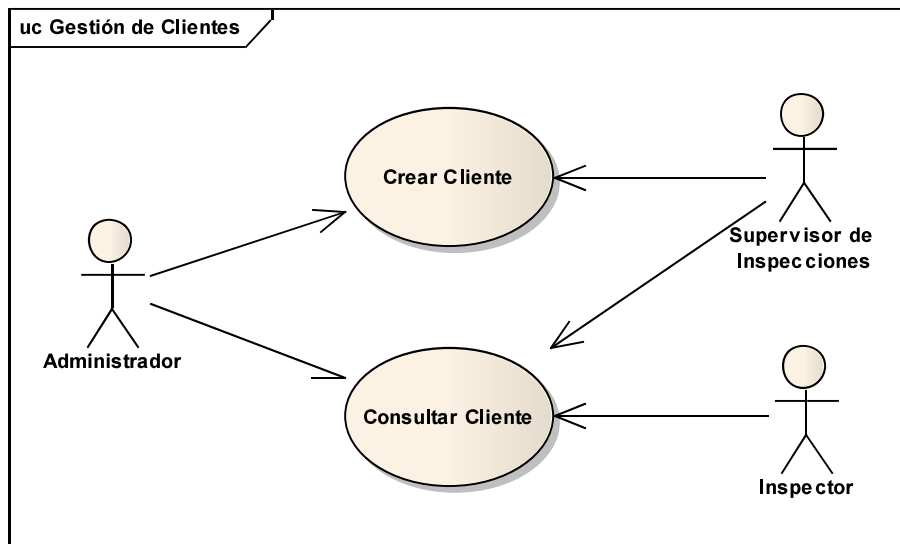 uc Gestión de Clientes
Crear Cliente
Supervisor de
Inspecciones
Administrador
Consultar Cliente
Inspector